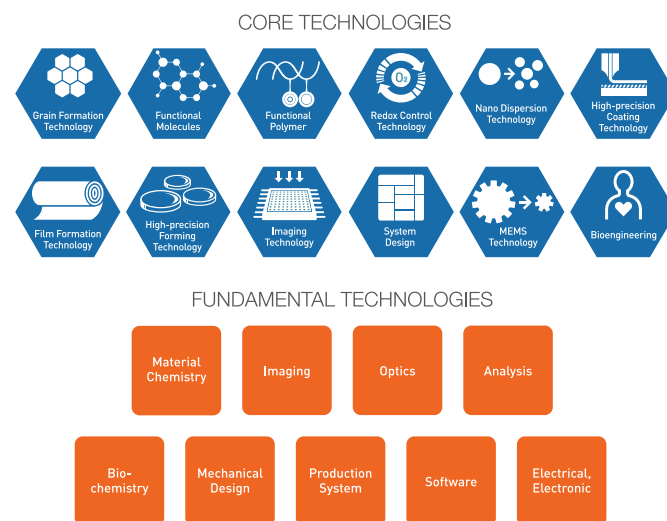 CORE TECHNOLOGIES
Grain Formation
Technology
Functional
Molecules
Functional
Polymer
O₂
Redox Control
Technology
Nano Dispersion
Technology
High-precision
Coating
Technology
Film Formation
Technology
High-precision
Forming
Technology
Imaging
Technology
System
Design
MEMS
Technology
Bioengineering
FUNDAMENTAL TECHNOLOGIES
Material
Chemistry
Imaging
Optics
Analysis
Bio-
chemistry
Mechanical
Design
Production
System
Software
Electrical,
Electronic